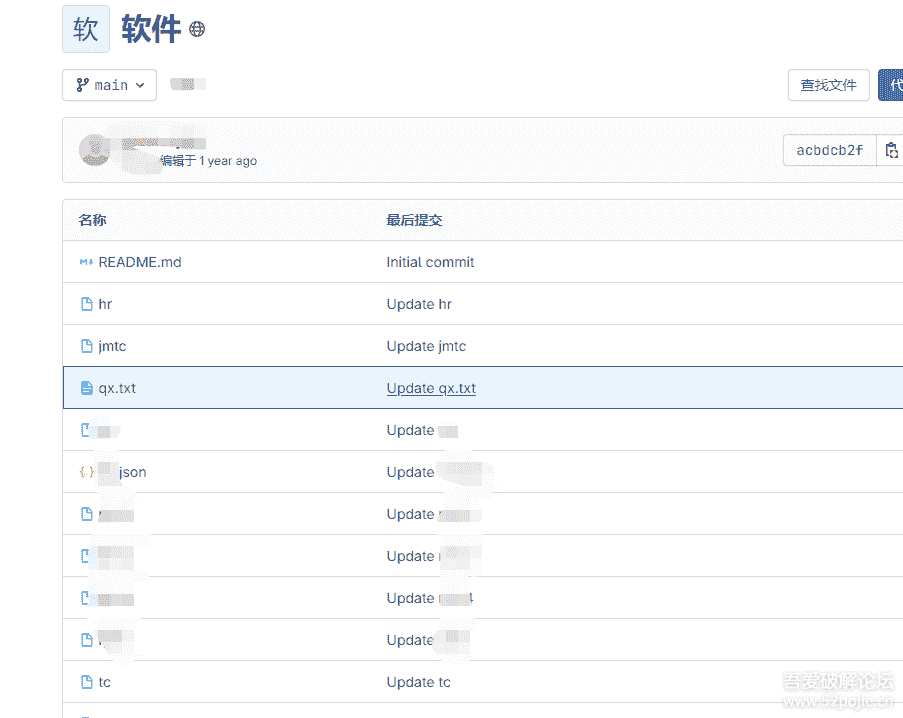 软 软件
main
查找文件
代
编辑于 1 year ago
acbdcb2f
名称 最后提交
README.md Initial commit
hr Update hr
jmtc Update jmtc
qx.txt Update qx.txt
Update
json Update
Update
Update
Update
Update
tc Update tc
吾爱破解论坛
www.52pojie.cn